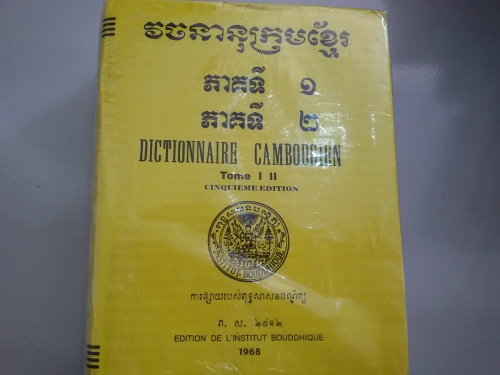 វចនានុក្រមខ្មែរ
ភាគទី ១
ភាគទី ២
DICTIONNAIRE CAMBODGIEN
Tome I II
CINQUIEME EDITION
INSTITUT BOUDDHIQUE
ការផ្សាយរបស់ពុទ្ធសាសនបណ្ឌិត្យ
ព. ស. ២៥១២
EDITION DE L'INSTITUT BOUDDHIQUE
1968